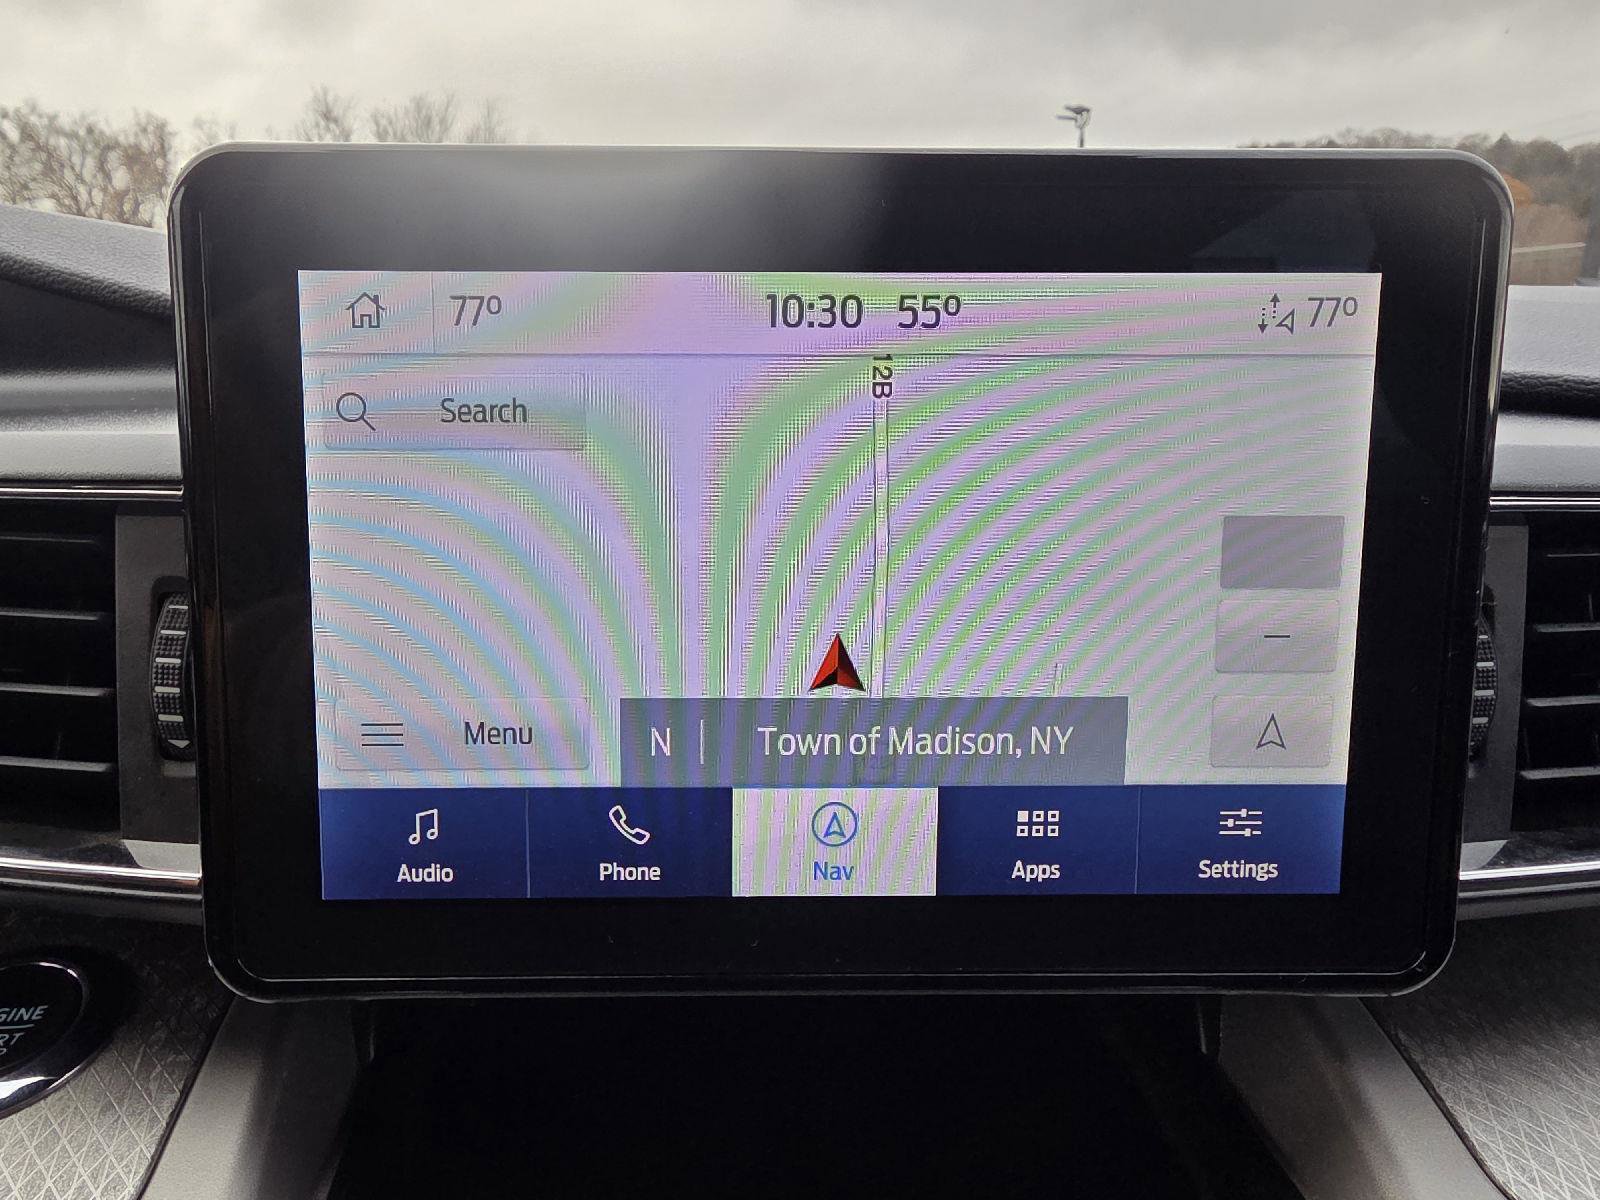 77° 10:30 55° 77°
12B
Search
Menu
N | Town of Madison, NY
Audio Phone Nav Apps Settings